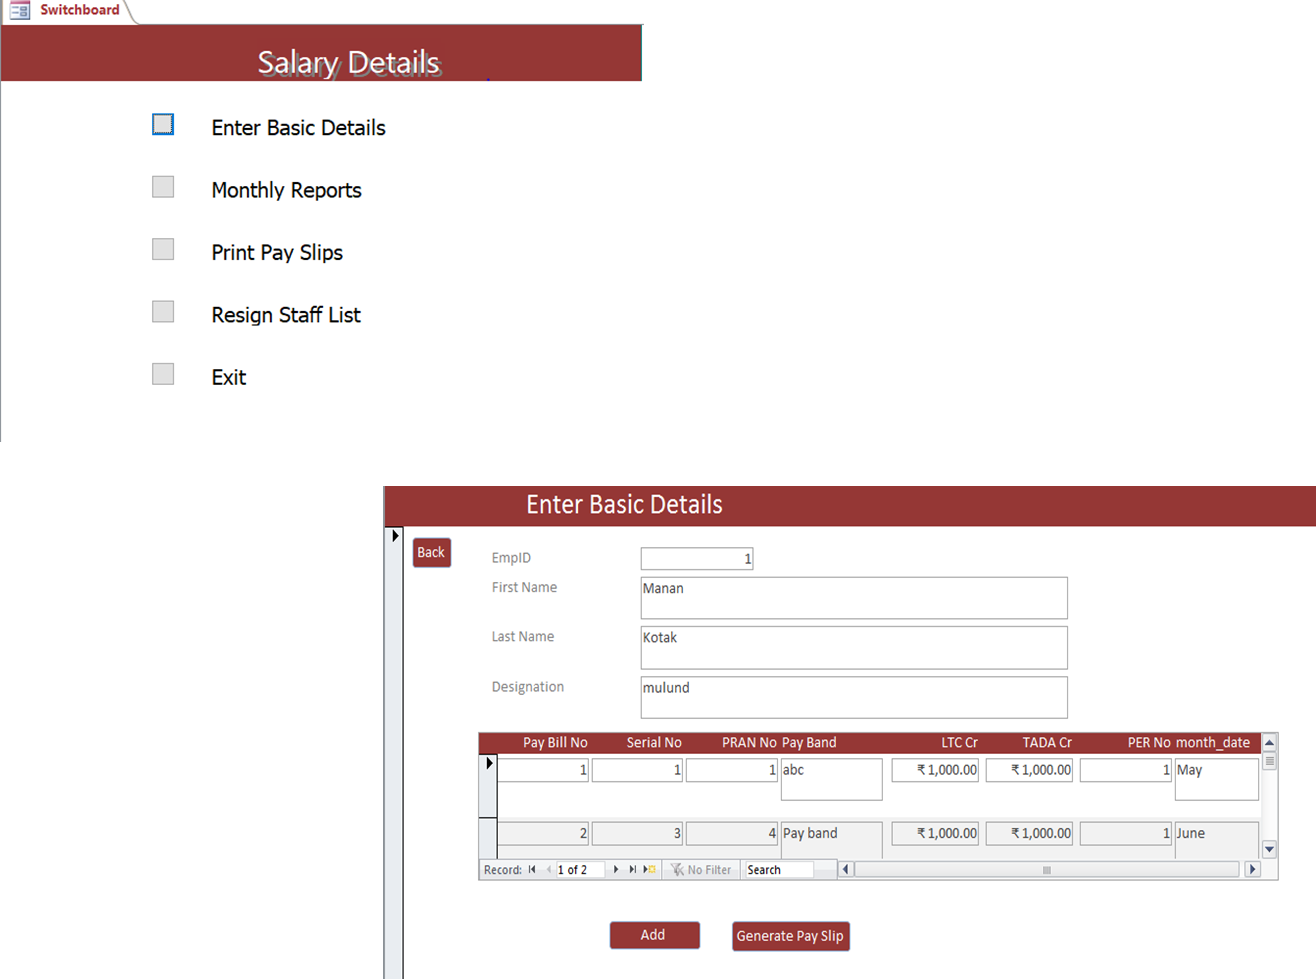 Switchboard
Salary Details
Enter Basic Details
Monthly Reports
Print Pay Slips
Resign Staff List
Exit
Enter Basic Details
Back
EmpID 1
First Name Manan
Last Name Kotak
Designation mulund
Pay Bill No Serial No PRAN No Pay Band LTC Cr TADA Cr PER No month_date
1 1 1 abc ₹ 1,000.00 ₹ 1,000.00 1 May
2 3 4 Pay band ₹ 1,000.00 ₹ 1,000.00 1 June
Record: 1 of 2 No Filter Search
Add Generate Pay Slip